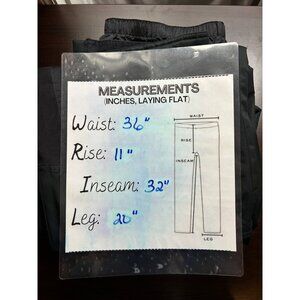 MEASUREMENTS
(INCHES, LAYING FLAT)
Waist: 36"
Rise: 11"
Inseam: 32"
Leg: 20"
WAIST
RISE
INSEAM
LEG